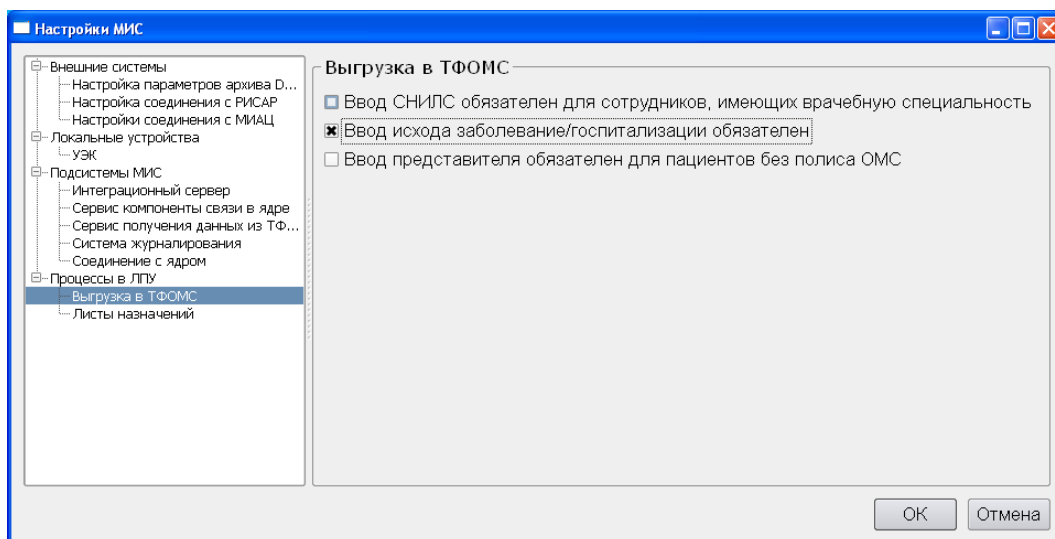 Настройки МИС
Внешние системы
Настройка параметров архива D...
Настройка соединения с РИСАР
Настройки соединения с МИАЦ
Локальные устройства
УЭК
Подсистемы МИС
Интеграционный сервер
Сервис компоненты связи в ядре
Сервис получения данных из ТФ...
Система журналирования
Соединение с ядром
Процессы в ЛПУ
Выгрузка в ТФОМС
Листы назначений
Выгрузка в ТФОМС
Ввод СНИЛС обязателен для сотрудников, имеющих врачебную специальность
Ввод исхода заболевание/госпитализации обязателен
Ввод представителя обязателен для пациентов без полиса ОМС
ОК
Отмена